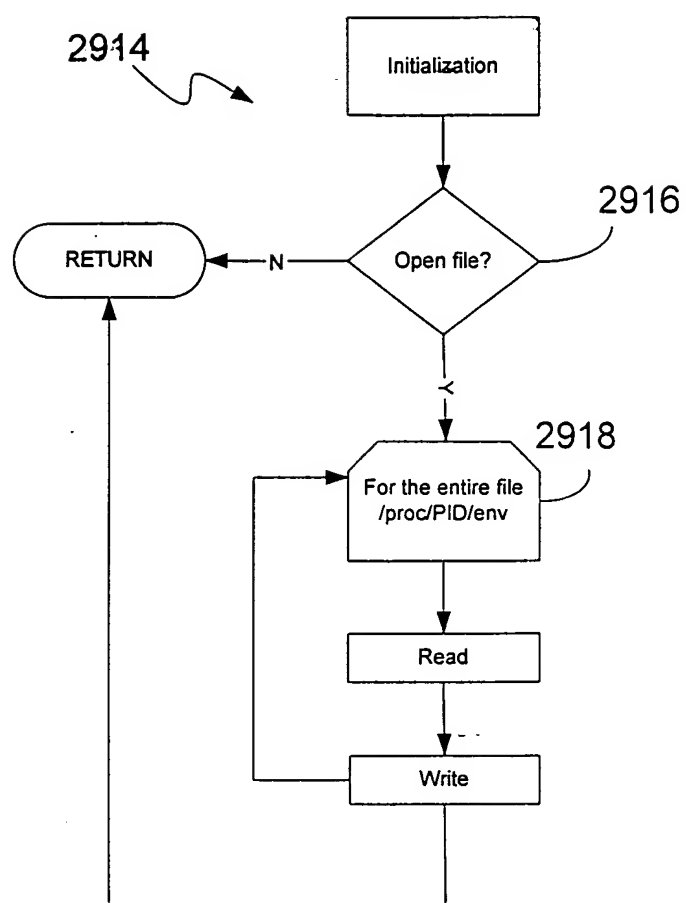 2914
Initialization
2916
RETURN
N
Open file?
Y
2918
For the entire file
/proc/PID/env
Read
Write